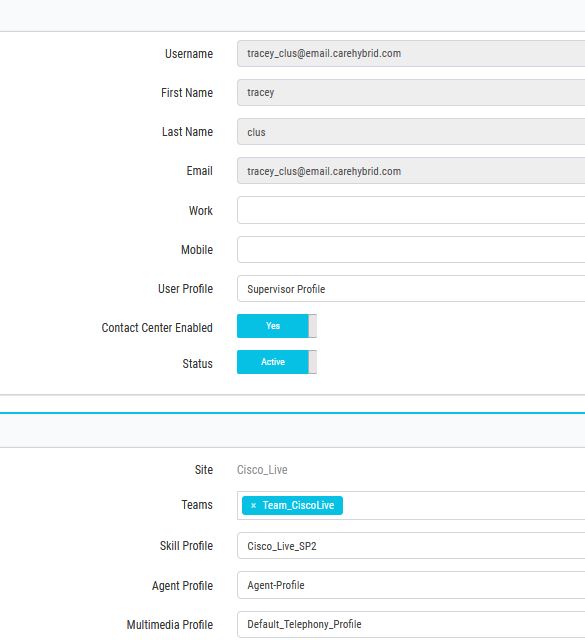 Username tracey_clus@email.carehybrid.com
First Name tracey
Last Name clus
Email tracey_clus@email.carehybrid.com
Work
Mobile
User Profile Supervisor Profile
Contact Center Enabled Yes
Status Active
Site Cisco_Live
Teams × Team_CiscoLive
Skill Profile Cisco_Live_SP2
Agent Profile Agent-Profile
Multimedia Profile Default_Telephony_Profile